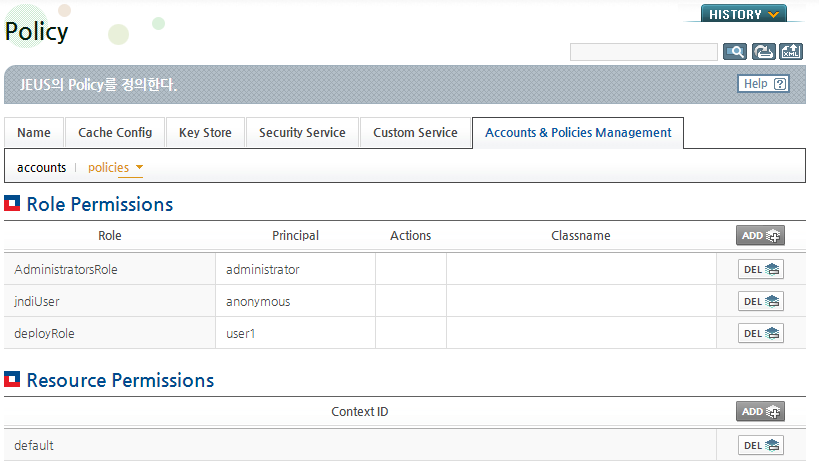 HISTORY
Policy
XML
JEUS의 Policy를 정의한다.
Help ?
Name Cache Config Key Store Security Service Custom Service Accounts & Policies Management
accounts policies
Role Permissions
Role Principal Actions Classname ADD
AdministratorsRole administrator DEL
jndiUser anonymous DEL
deployRole user1 DEL
Resource Permissions
Context ID ADD
default DEL